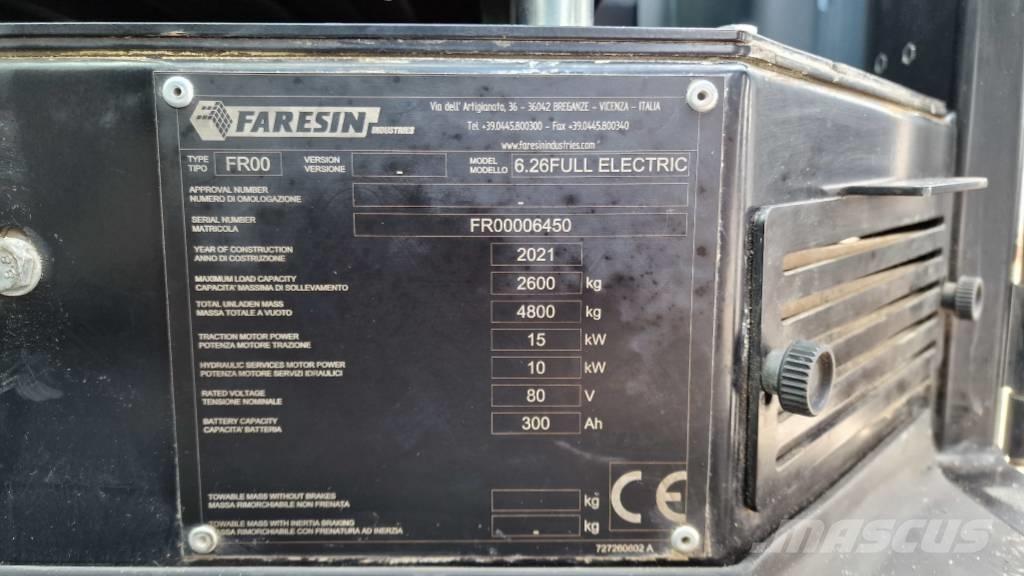 FARESIN INDUSTRIES
Via dell' Artigianato, 36 - 36042 BREGANZE - VICENZA - ITALIA
Tel. +39.0445.800300 - Fax +39.0445.800340
www.faresinindustries.com
TYPE TIPO FR00 VERSION VERSIONE - MODEL MODELLO 6.26FULL ELECTRIC
APPROVAL NUMBER
NUMERO DI OMOLOGAZIONE -
SERIAL NUMBER
MATRICOLA FR00006450
YEAR OF CONSTRUCTION
ANNO DI COSTRUZIONE 2021
MAXIMUM LOAD CAPACITY
CAPACITA' MASSIMA DI SOLLEVAMENTO 2600 kg
TOTAL UNLADEN MASS
MASSA TOTALE A VUOTO 4800 kg
TRACTION MOTOR POWER
POTENZA MOTORE TRAZIONE 15 kW
HYDRAULIC SERVICES MOTOR POWER
POTENZA MOTORE SERVIZI IDRAULICI 10 kW
RATED VOLTAGE
TENSIONE NOMINALE 80 V
BATTERY CAPACITY
CAPACITA' BATTERIA 300 Ah
TOWABLE MASS WITHOUT BRAKES
MASSA RIMORCHIABILE NON FRENATA - kg
TOWABLE MASS WITH INERTIA BRAKING
MASSA RIMORCHIABILE CON FRENATURA AD INERZIA - kg
CE
727260602 A
MASCUS